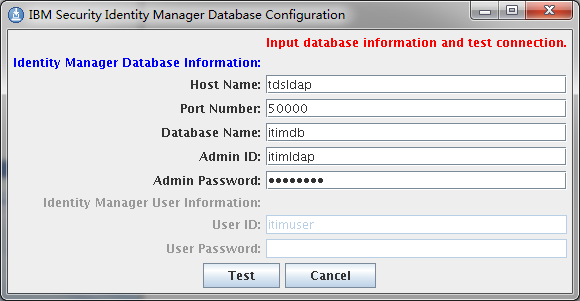 IBM Security Identity Manager Database Configuration
Input database information and test connection.
Identity Manager Database Information:
Host Name: tdsldap
Port Number: 50000
Database Name: itimdb
Admin ID: itimldap
Admin Password: ●●●●●●●●
Identity Manager User Information:
User ID: itimuser
User Password:
Test Cancel